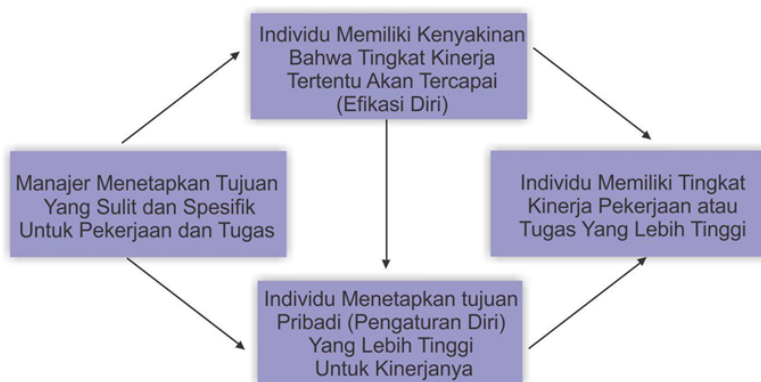 Individu Memiliki Kenyakinan
Bahwa Tingkat Kinerja
Tertentu Akan Tercapai
(Efikasi Diri)
Manajer Menetapkan Tujuan
Yang Sulit dan Spesifik
Untuk Pekerjaan dan Tugas
Individu Memiliki Tingkat
Kinerja Pekerjaan atau
Tugas Yang Lebih Tinggi
Individu Menetapkan tujuan
Pribadi (Pengaturan Diri)
Yang Lebih Tinggi
Untuk Kinerjanya